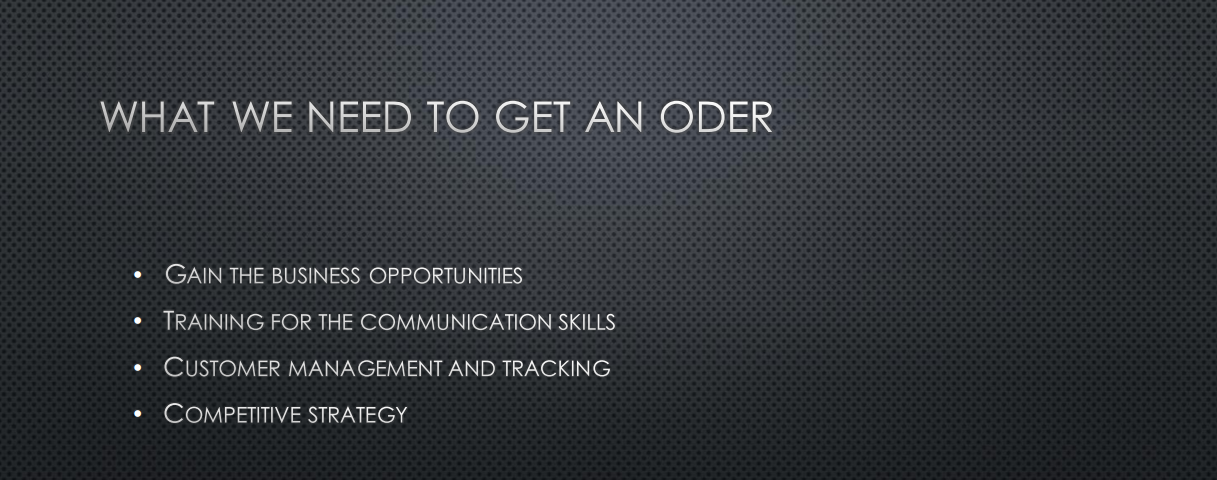 WHAT WE NEED TO GET AN ODER
• GAIN THE BUSINESS OPPORTUNITIES
• TRAINING FOR THE COMMUNICATION SKILLS
• CUSTOMER MANAGEMENT AND TRACKING
• COMPETITIVE STRATEGY